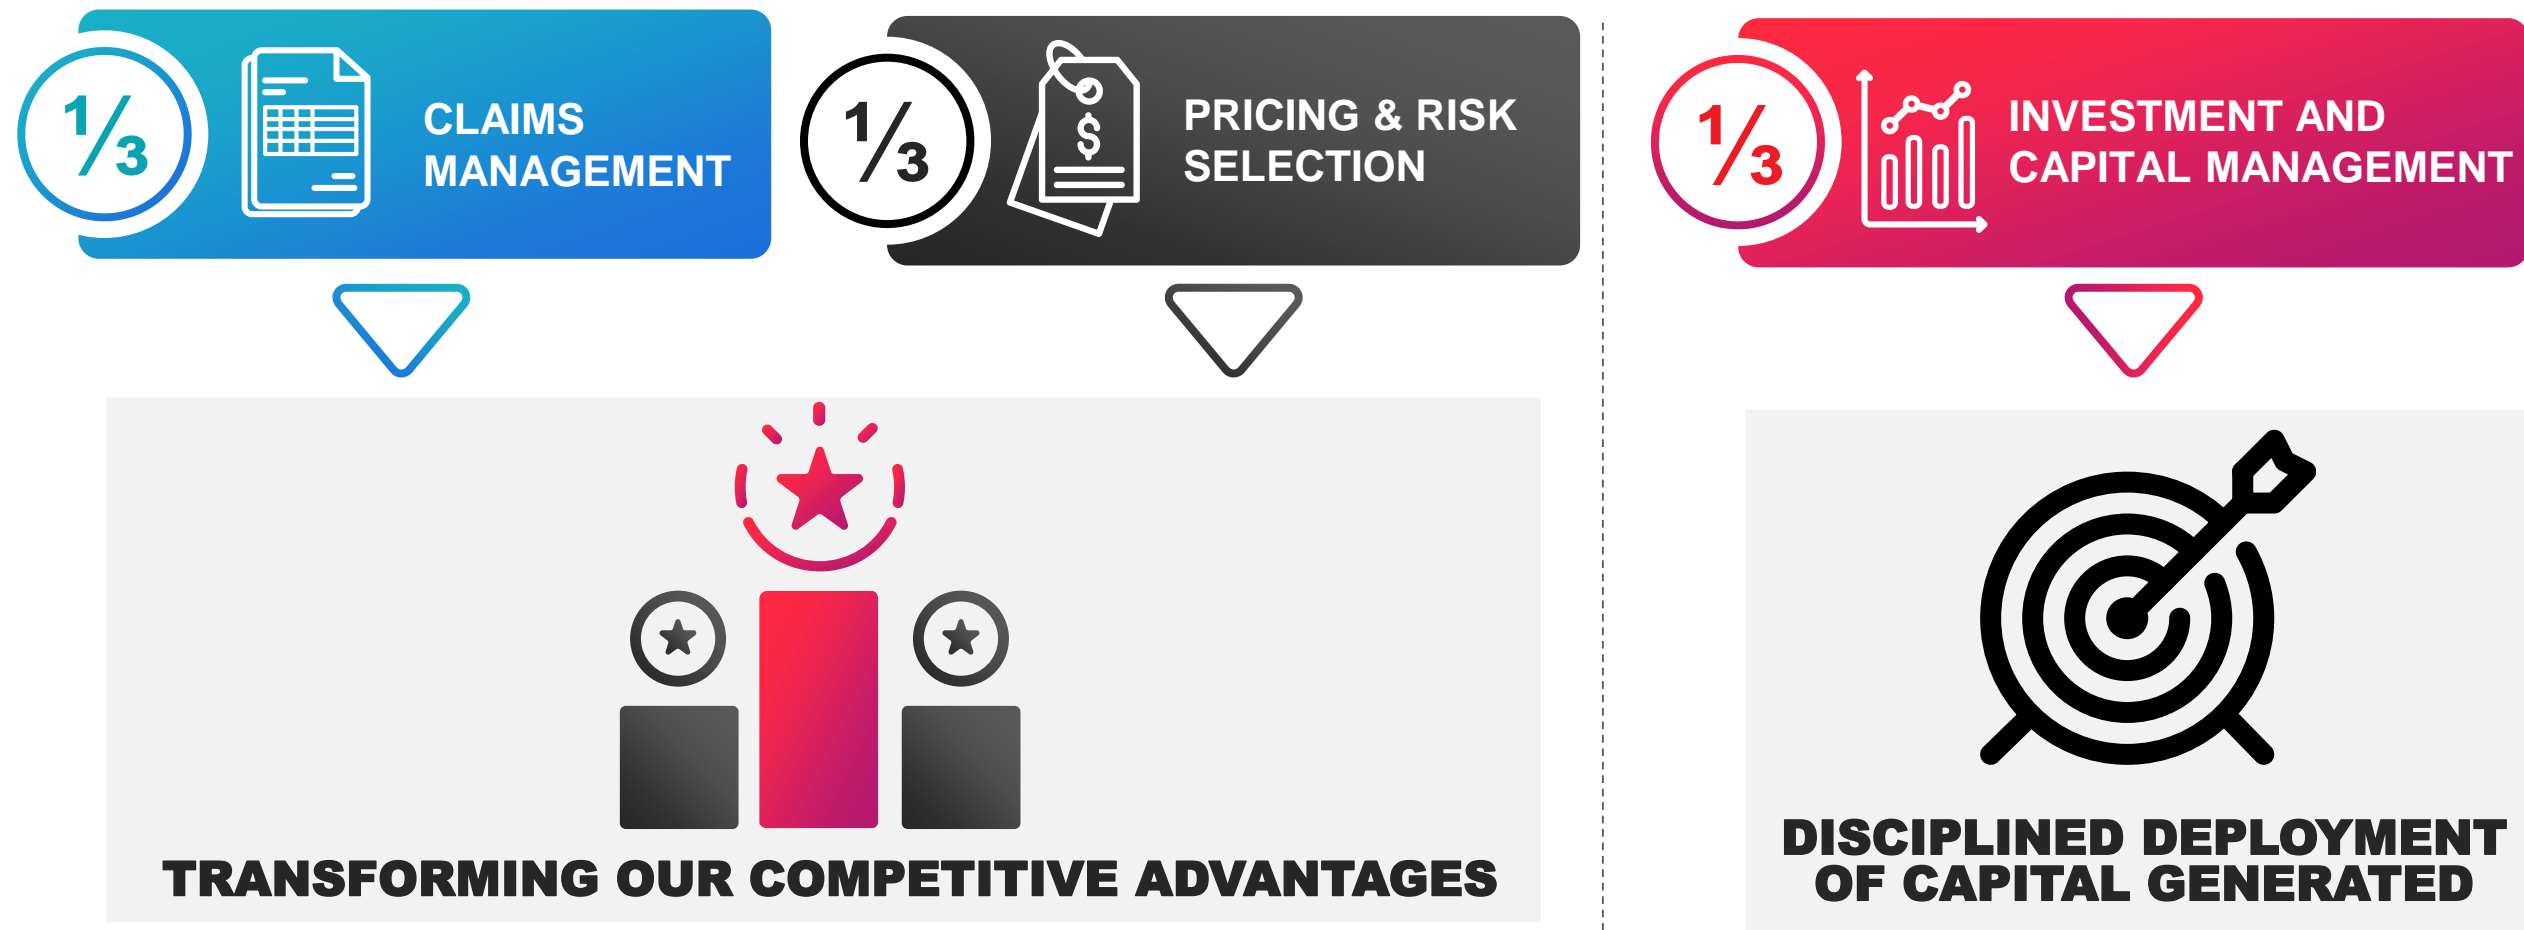 ⅓
CLAIMS
MANAGEMENT
⅓
$
PRICING & RISK
SELECTION
⅓
INVESTMENT AND
CAPITAL MANAGEMENT
TRANSFORMING OUR COMPETITIVE ADVANTAGES
DISCIPLINED DEPLOYMENT
OF CAPITAL GENERATED